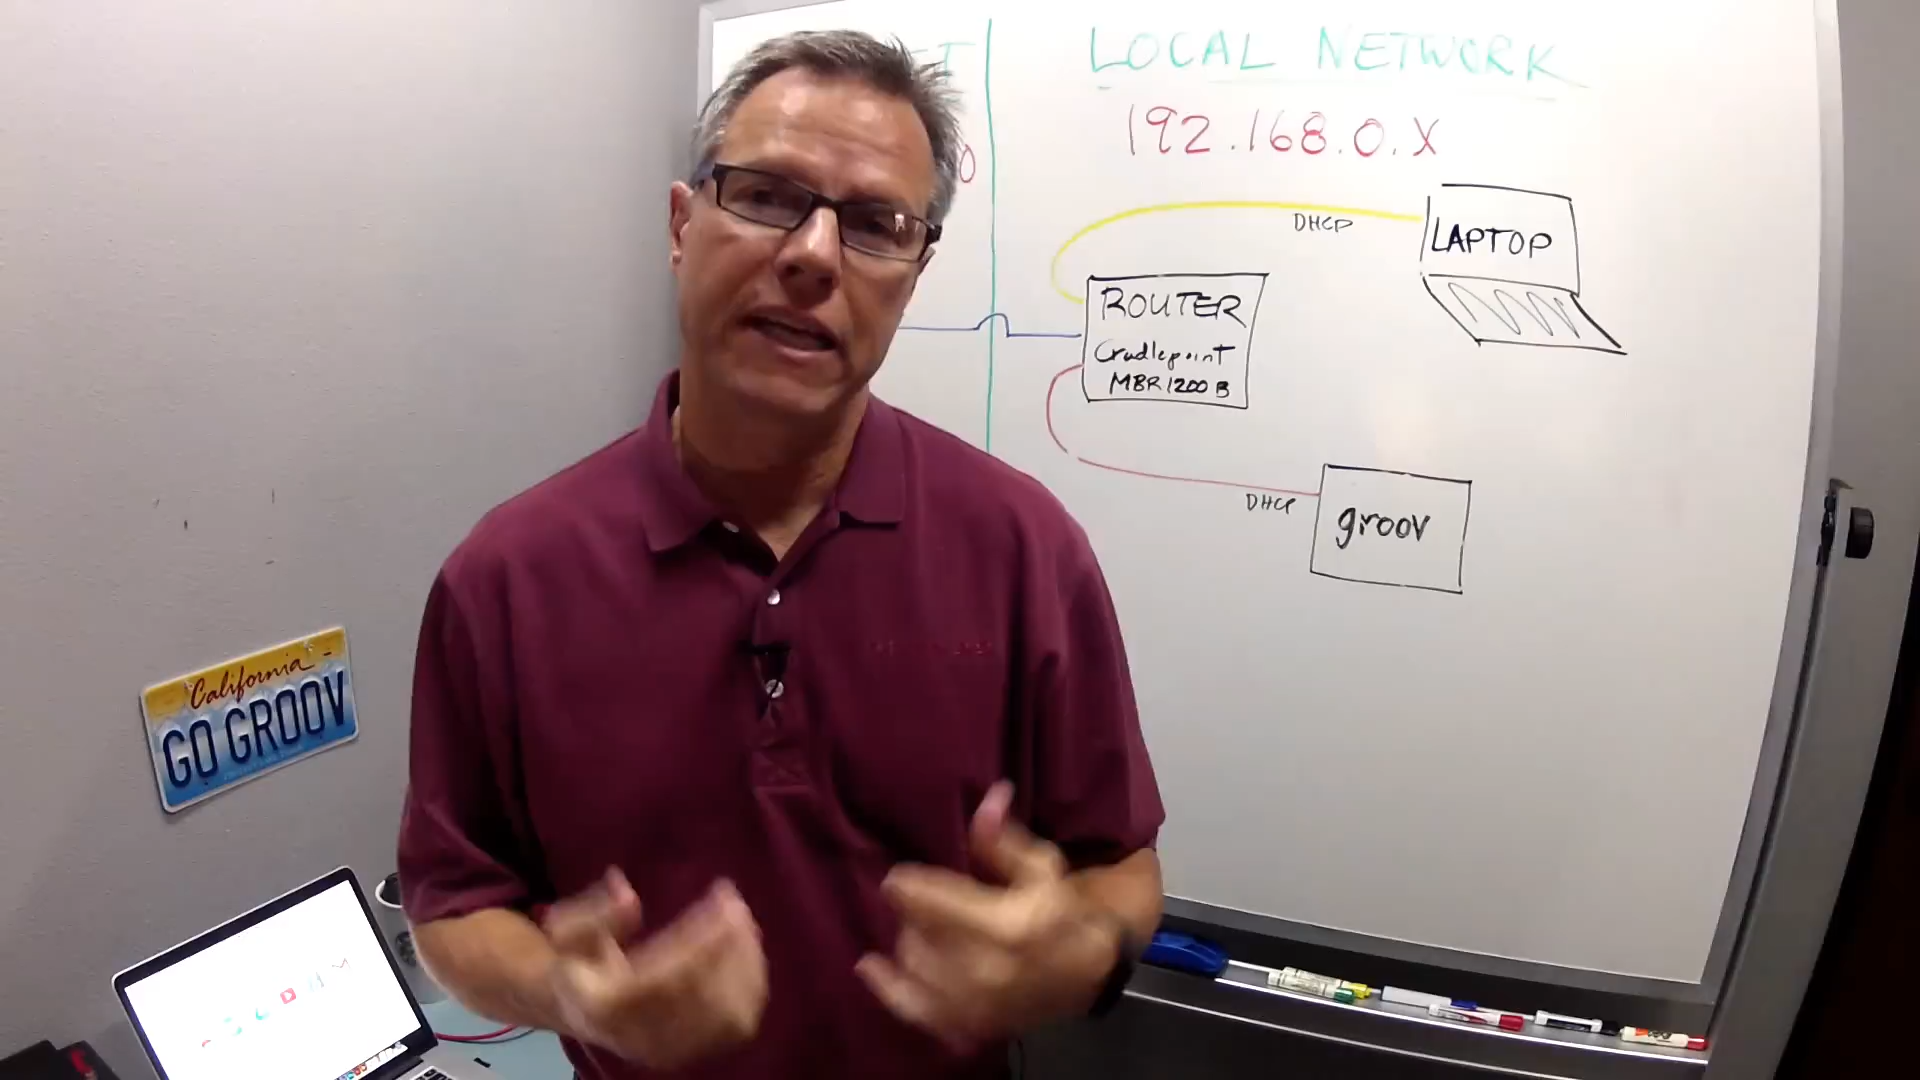 LOCAL NETWORK
192.168.0.X
DHCP
LAPTOP
ROUTER
Cradlepoint
MBR1200B
DHCP
groov
California
GO GROOV